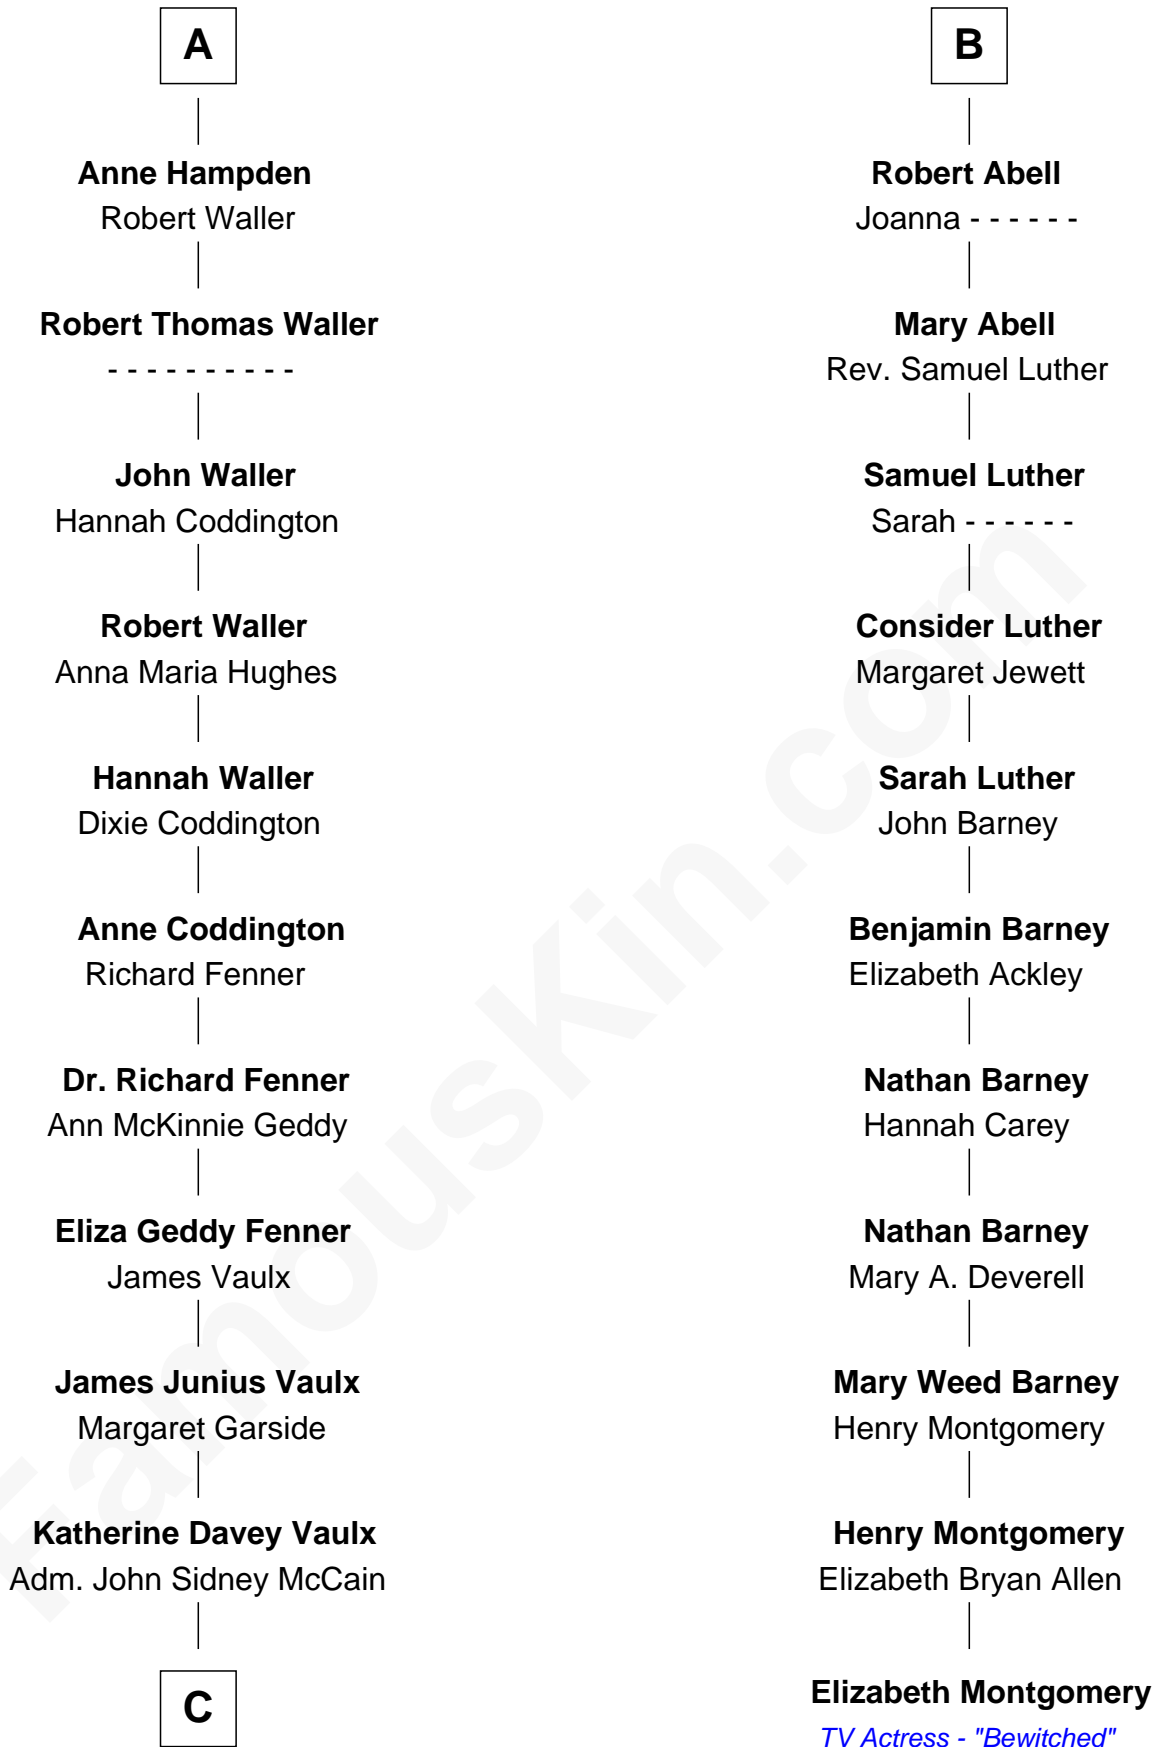 A
Anne Hampden
Robert Waller
Robert Thomas Waller
- - - - - - - - - -
John Waller
Hannah Coddington
Robert Waller
Anna Maria Hughes
Hannah Waller
Dixie Coddington
Anne Coddington
Richard Fenner
Dr. Richard Fenner
Ann McKinnie Geddy
Eliza Geddy Fenner
James Vaulx
James Junius Vaulx
Margaret Garside
Katherine Davey Vaulx
Adm. John Sidney McCain
C
B
Robert Abell
Joanna - - - - - -
Mary Abell
Rev. Samuel Luther
Samuel Luther
Sarah - - - - - -
Consider Luther
Margaret Jewett
Sarah Luther
John Barney
Benjamin Barney
Elizabeth Ackley
Nathan Barney
Hannah Carey
Nathan Barney
Mary A. Deverell
Mary Weed Barney
Henry Montgomery
Henry Montgomery
Elizabeth Bryan Allen
Elizabeth Montgomery
TV Actress - "Bewitched"
FamousKin.com